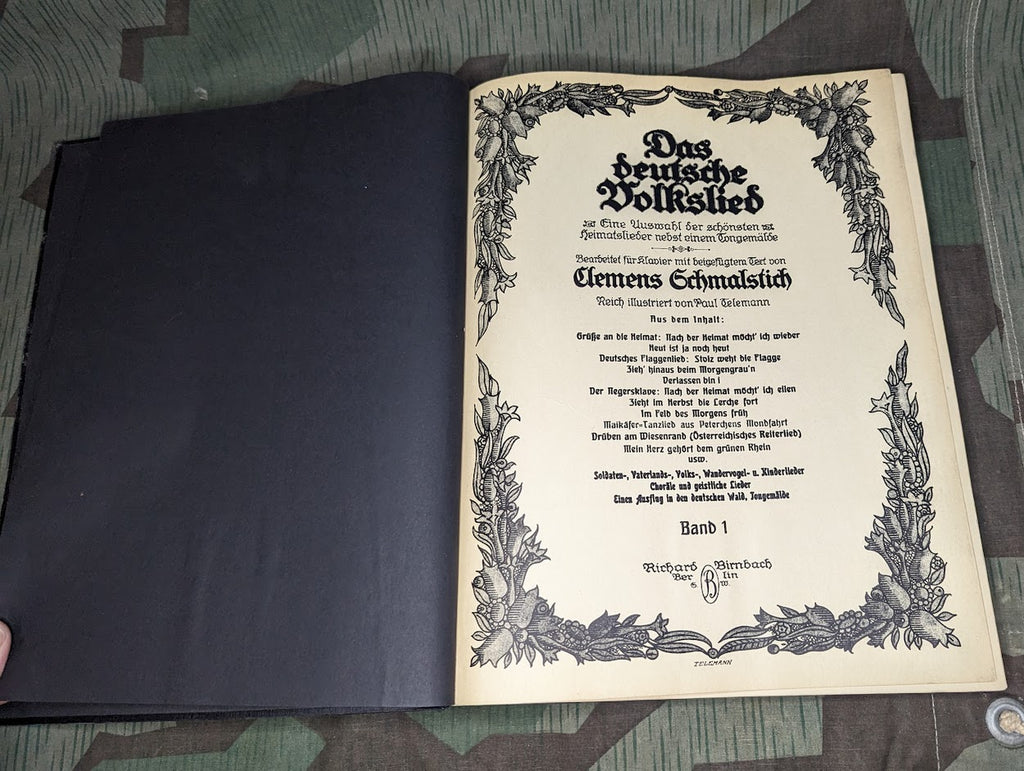 Das
deutsche
Volkslied
Eine Auswahl der schönsten
Heimatslieder nebst einem Tongemälde
Bearbeitet für Klavier mit beigefügtem Text von
Clemens Schmalstich
Reich illustriert von Paul Telemann
Aus dem Inhalt:
Grüße an die Heimat: Nach der Heimat möcht' ich wieder
Heut ist ja noch heut
Deutsches Flaggenlied: Stolz weht die Flagge
Zieh' hinaus beim Morgengrau'n
Verlassen bin i
Der Negersklave: Nach der Heimat möcht' ich eilen
Zieht im Herbst die Lerche fort
Im Feld des Morgens früh
Maikäfer-Tanzlied aus Peterchens Mondfahrt
Drüben am Wiesenrand (Österreichisches Reiterlied)
Mein Herz gehört dem grünen Rhein
usw.
Soldaten-, Vaterlands-, Volks-, Wandervogel- u. Kinderlieder
Choräle und geistliche Lieder
Einen Ausflug in den deutschen Wald, Tongemälde
Band 1
Richard Birnbach
Ber B lin
S. W.
TELEMANN